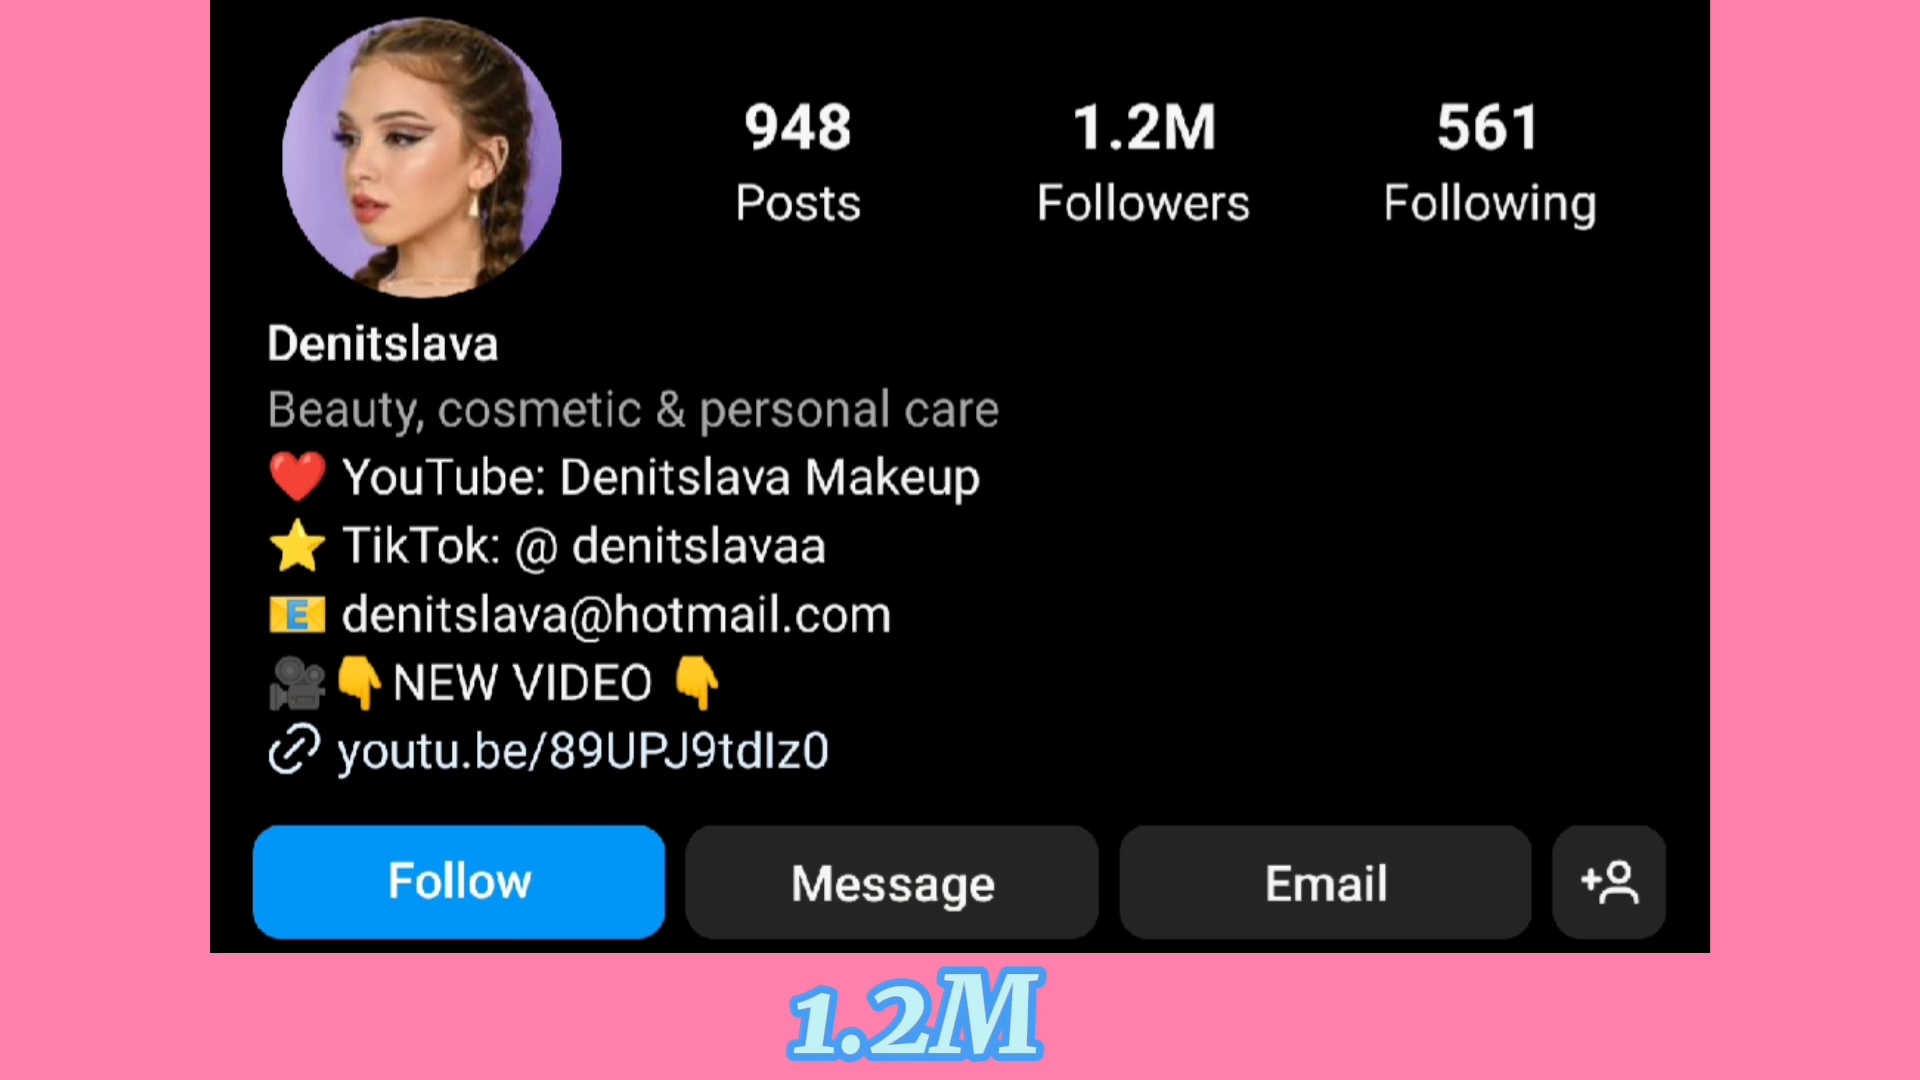 948 1.2M 561
Posts Followers Following
Denitslava
Beauty, cosmetic & personal care
❤️ YouTube: Denitslava Makeup
⭐ TikTok: @ denitslavaa
📧 denitslava@hotmail.com
🎥👇NEW VIDEO 👇
youtu.be/89UPJ9tdIz0
Follow Message Email
1.2M